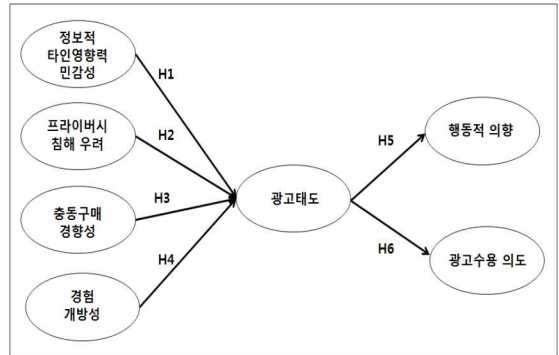 정보적
타인영향력
민감성
H1
프라이버시
침해 우려
H2
충동구매
경향성
H3
경험
개방성
H4
광고태도
H5
행동적 의향
H6
광고수용 의도